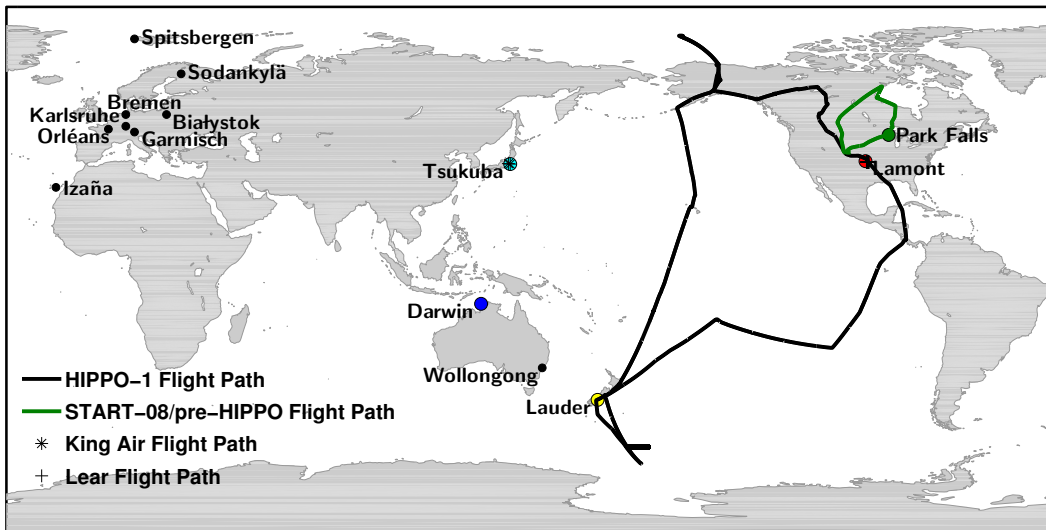 Spitsbergen
Sodankylä
Bremen
Karlsruhe
Białystok
Orléans
Garmisch
Park Falls
Tsukuba
Lamont
Izaña
Darwin
Wollongong
Lauder
HIPPO−1 Flight Path
START−08/pre−HIPPO Flight Path
King Air Flight Path
Lear Flight Path